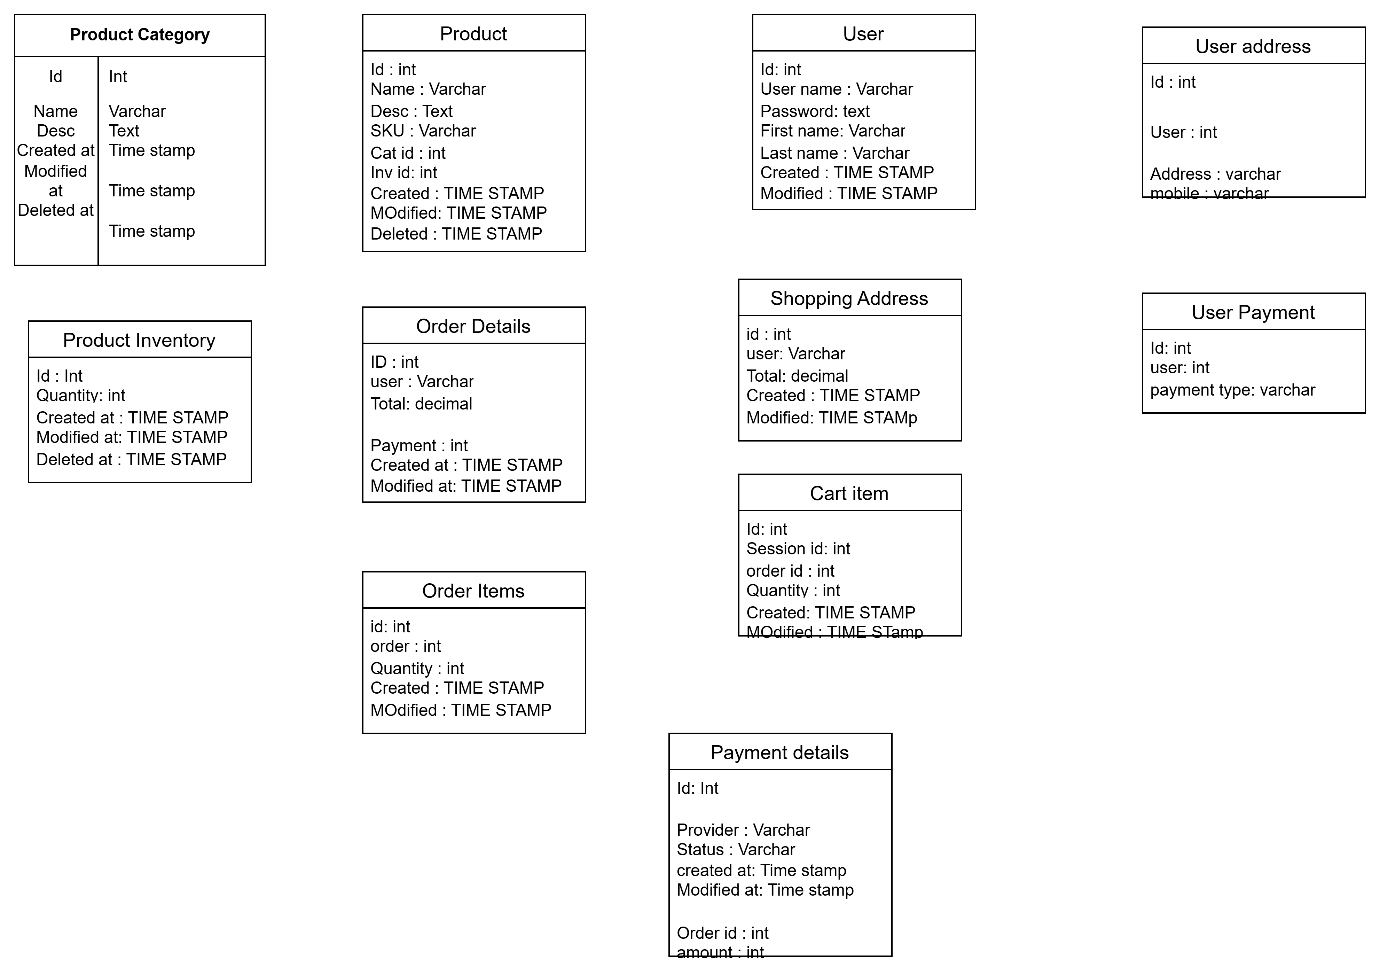 Product Category
Id Int
Name Varchar
Desc Text
Created at Time stamp
Modified
at Time stamp
Deleted at
Time stamp
Product
Id : int
Name : Varchar
Desc : Text
SKU : Varchar
Cat id : int
Inv id: int
Created : TIME STAMP
MOdified: TIME STAMP
Deleted : TIME STAMP
User
Id: int
User name : Varchar
Password: text
First name: Varchar
Last name : Varchar
Created : TIME STAMP
Modified : TIME STAMP
User address
Id : int
User : int
Address : varchar
mobile : varchar
Product Inventory
Id : Int
Quantity: int
Created at : TIME STAMP
Modified at: TIME STAMP
Deleted at : TIME STAMP
Order Details
ID : int
user : Varchar
Total: decimal
Payment : int
Created at : TIME STAMP
Modified at: TIME STAMP
Shopping Address
id : int
user: Varchar
Total: decimal
Created : TIME STAMP
Modified: TIME STAMp
User Payment
Id: int
user: int
payment type: varchar
Cart item
Id: int
Session id: int
order id : int
Quantity : int
Created: TIME STAMP
MOdified : TIME STamp
Order Items
id: int
order : int
Quantity : int
Created : TIME STAMP
MOdified : TIME STAMP
Payment details
Id: Int
Provider : Varchar
Status : Varchar
created at: Time stamp
Modified at: Time stamp
Order id : int
amount : int